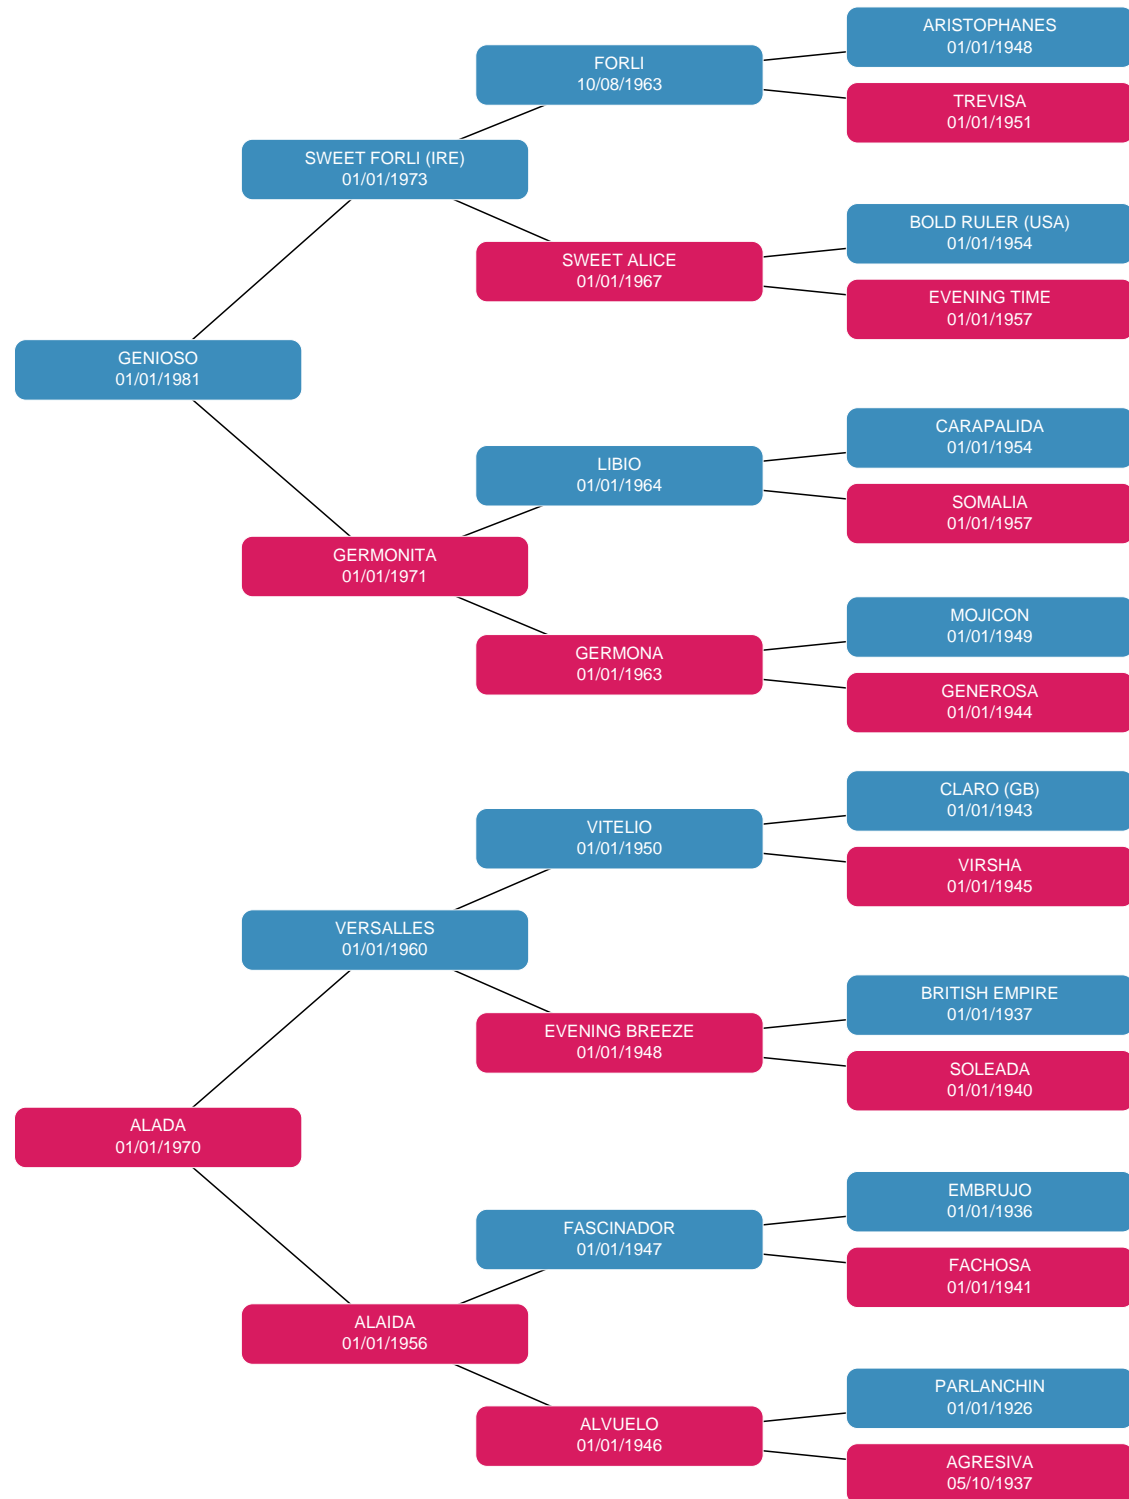 ARISTOPHANES
01/01/1948
FORLI
10/08/1963
TREVISA
01/01/1951
SWEET FORLI (IRE)
01/01/1973
BOLD RULER (USA)
01/01/1954
SWEET ALICE
01/01/1967
EVENING TIME
01/01/1957
GENIOSO
01/01/1981
CARAPALIDA
01/01/1954
LIBIO
01/01/1964
SOMALIA
01/01/1957
GERMONITA
01/01/1971
MOJICON
01/01/1949
GERMONA
01/01/1963
GENEROSA
01/01/1944
CLARO (GB)
01/01/1943
VITELIO
01/01/1950
VIRSHA
01/01/1945
VERSALLES
01/01/1960
BRITISH EMPIRE
01/01/1937
EVENING BREEZE
01/01/1948
SOLEADA
01/01/1940
ALADA
01/01/1970
EMBRUJO
01/01/1936
FASCINADOR
01/01/1947
FACHOSA
01/01/1941
ALAIDA
01/01/1956
PARLANCHIN
01/01/1926
ALVUELO
01/01/1946
AGRESIVA
05/10/1937